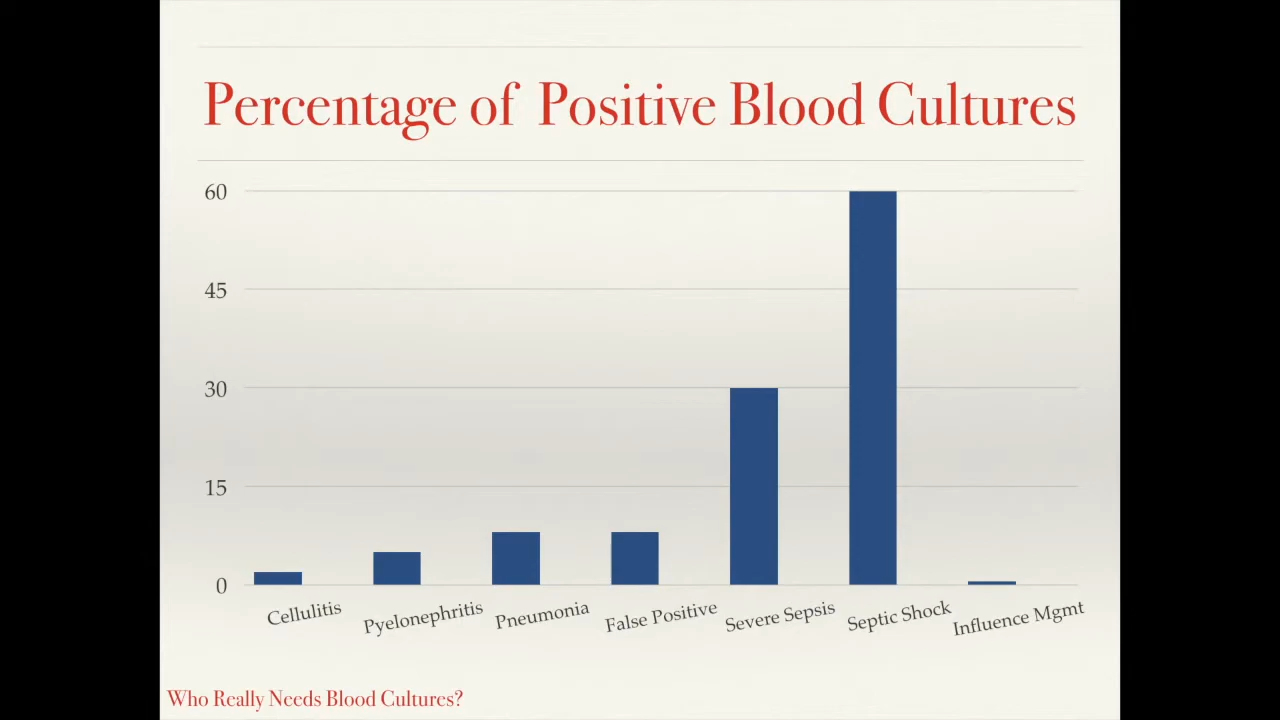 Percentage of Positive Blood Cultures
60
45
30
15
0
Cellulitis
Pyelonephritis
Pneumonia
False Positive
Severe Sepsis
Septic Shock
Influence Mgmt
Who Really Needs Blood Cultures?